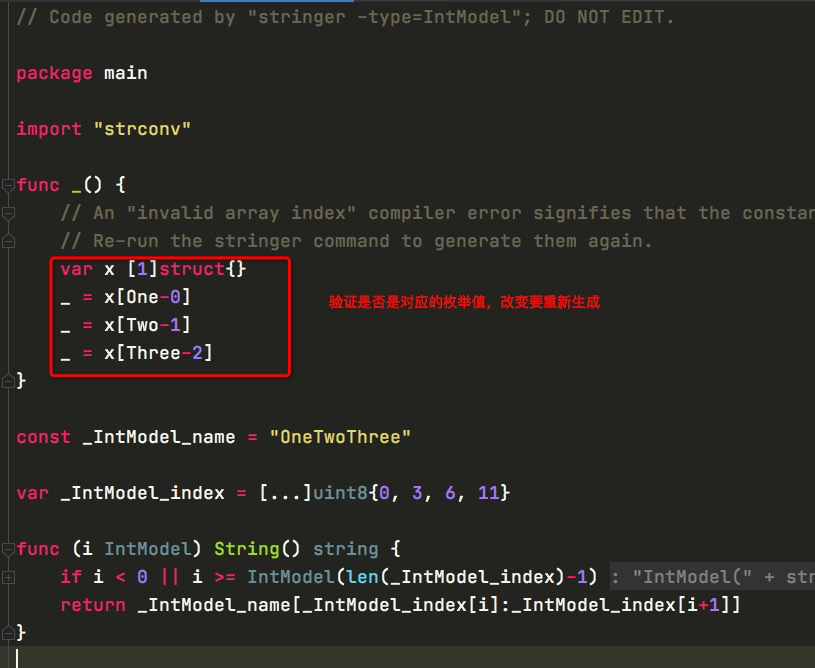 // Code generated by "stringer -type=IntModel"; DO NOT EDIT.
package main
import "strconv"
func _() {
// An "invalid array index" compiler error signifies that the
// Re-run the stringer command to generate them again.
var x [1]struct{}
_ = x[One-0]
_ = x[Two-1]
_ = x[Three-2]
验证是否是对应的枚举值，改变要重新生成
}
const _IntModel_name = "OneTwoThree"
var _IntModel_index = [...]uint8{0, 3, 6, 11}
func (i IntModel) String() string {
if i < 0 || i >= IntModel(len(_IntModel_index)-1) : "IntModel(" + str
return _IntModel_name[_IntModel_index[i]:_IntModel_index[i+1]]
}